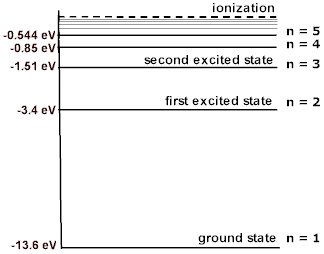 ionization
-0.544 eV n = 5
-0.85 eV n = 4
-1.51 eV second excited state n = 3
-3.4 eV first excited state n = 2
-13.6 eV ground state n = 1